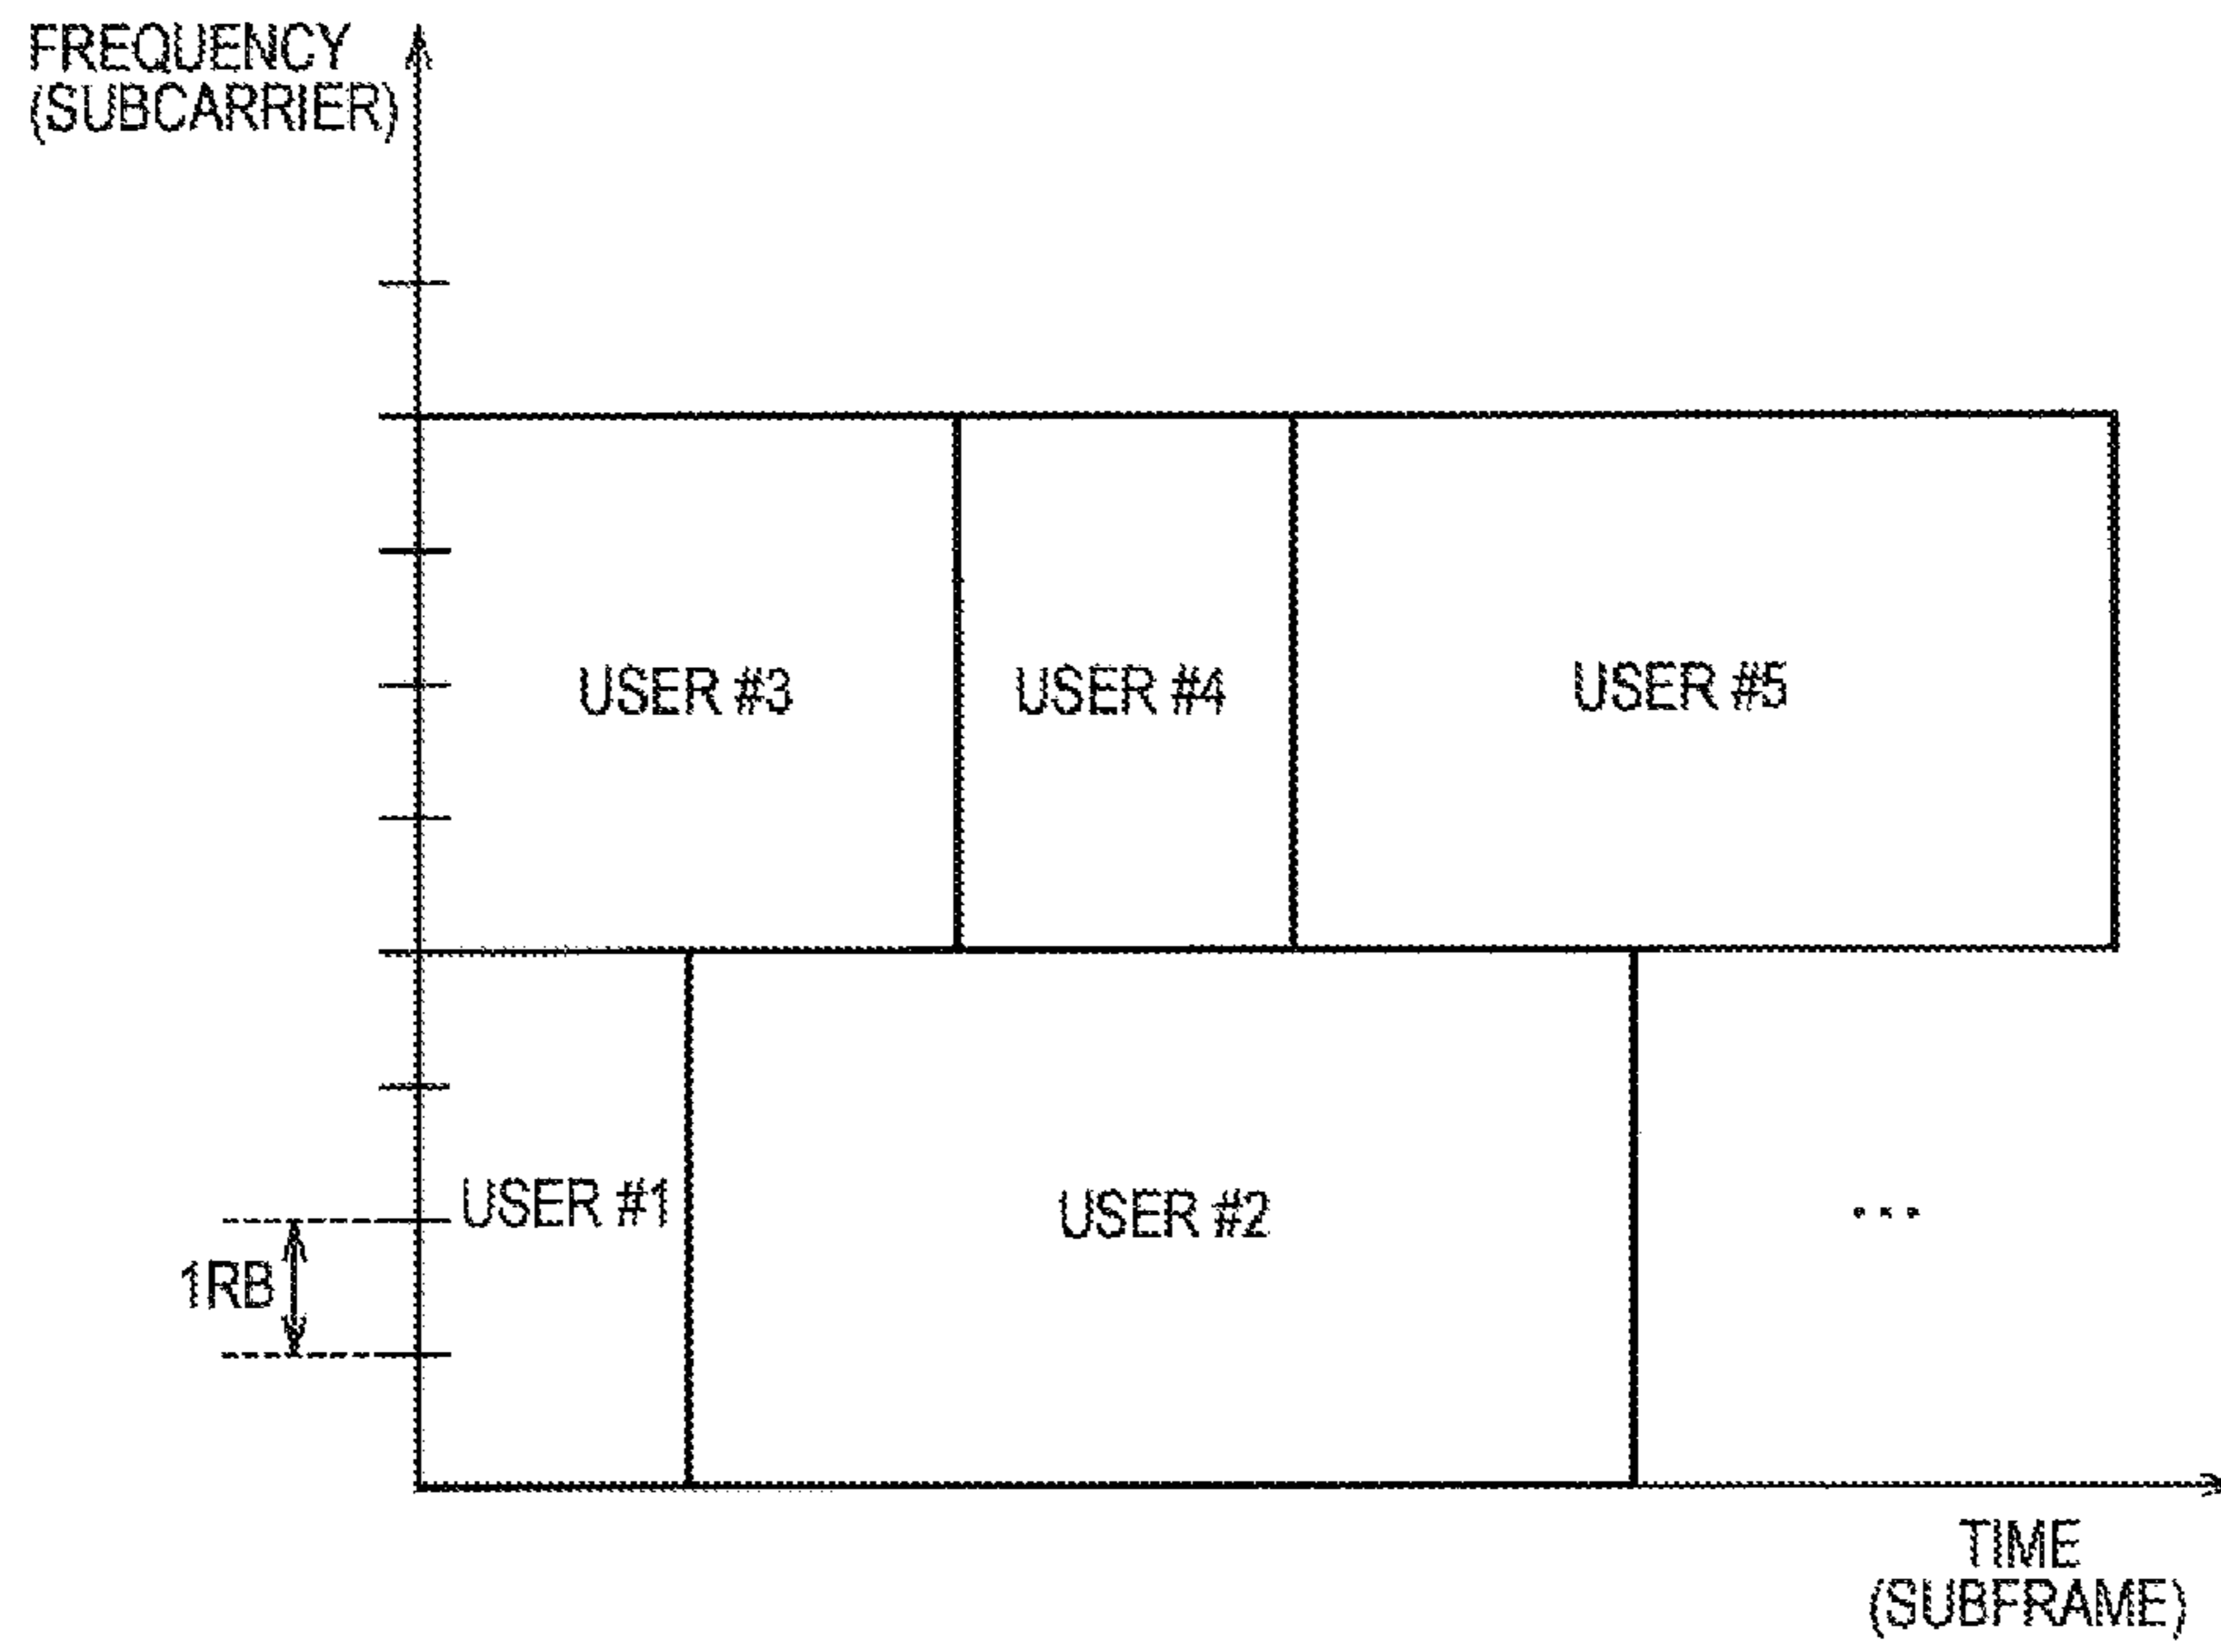 FREQUENCY
(SUBCARRIER)
USER #3
USER #4
USER #5
USER #1
USER #2
...
1RB
TIME
(SUBFRAME)